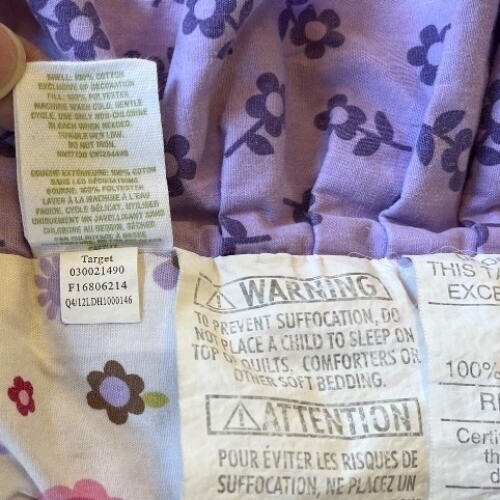 SHELL: 100% COTTON
EXCLUSIVE OF DECORATION
FILL: 100% POLYESTER
MACHINE WASH COLD, GENTLE
CYCLE, USE ONLY NON-CHLORINE
BLEACH WHEN NEEDED.
TUMBLE DRY LOW.
DO NOT IRON.
COUCHE EXTÉRIEURE: 100% COTON
SANS LES DÉCORATIONS
BOURRE: 100% POLYESTER
LAVER À LA MACHINE À L'EAU
FROIDE, CYCLE DÉLICAT, UTILISER
UNIQUEMENT UN JAVELLISANT SANS
CHLORE AU BESOIN. SÉCHER
Target
030021490
F16806214
Q4/12LDH1000146
WARNING
TO PREVENT SUFFOCATION, DO
NOT PLACE A CHILD TO SLEEP ON
TOP OF QUILTS, COMFORTERS OR
OTHER SOFT BEDDING.
ATTENTION
POUR ÉVITER LES RISQUES DE
SUFFOCATION, NE PLACEZ UN
THIS T
EXCE
100%
RE
Certi
th
d